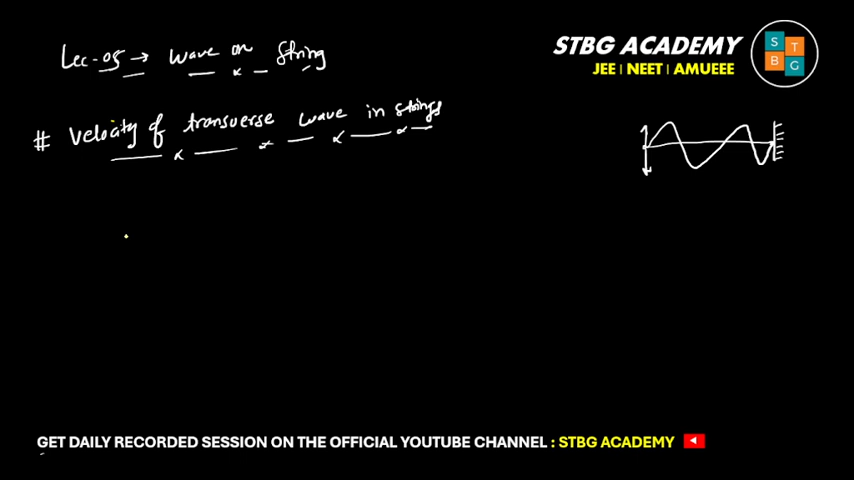 Lec-05 → Wave on String
# Velocity of transverse wave in strings
STBG ACADEMY
JEE | NEET | AMUEEE
S T
B G
GET DAILY RECORDED SESSION ON THE OFFICIAL YOUTUBE CHANNEL : STBG ACADEMY